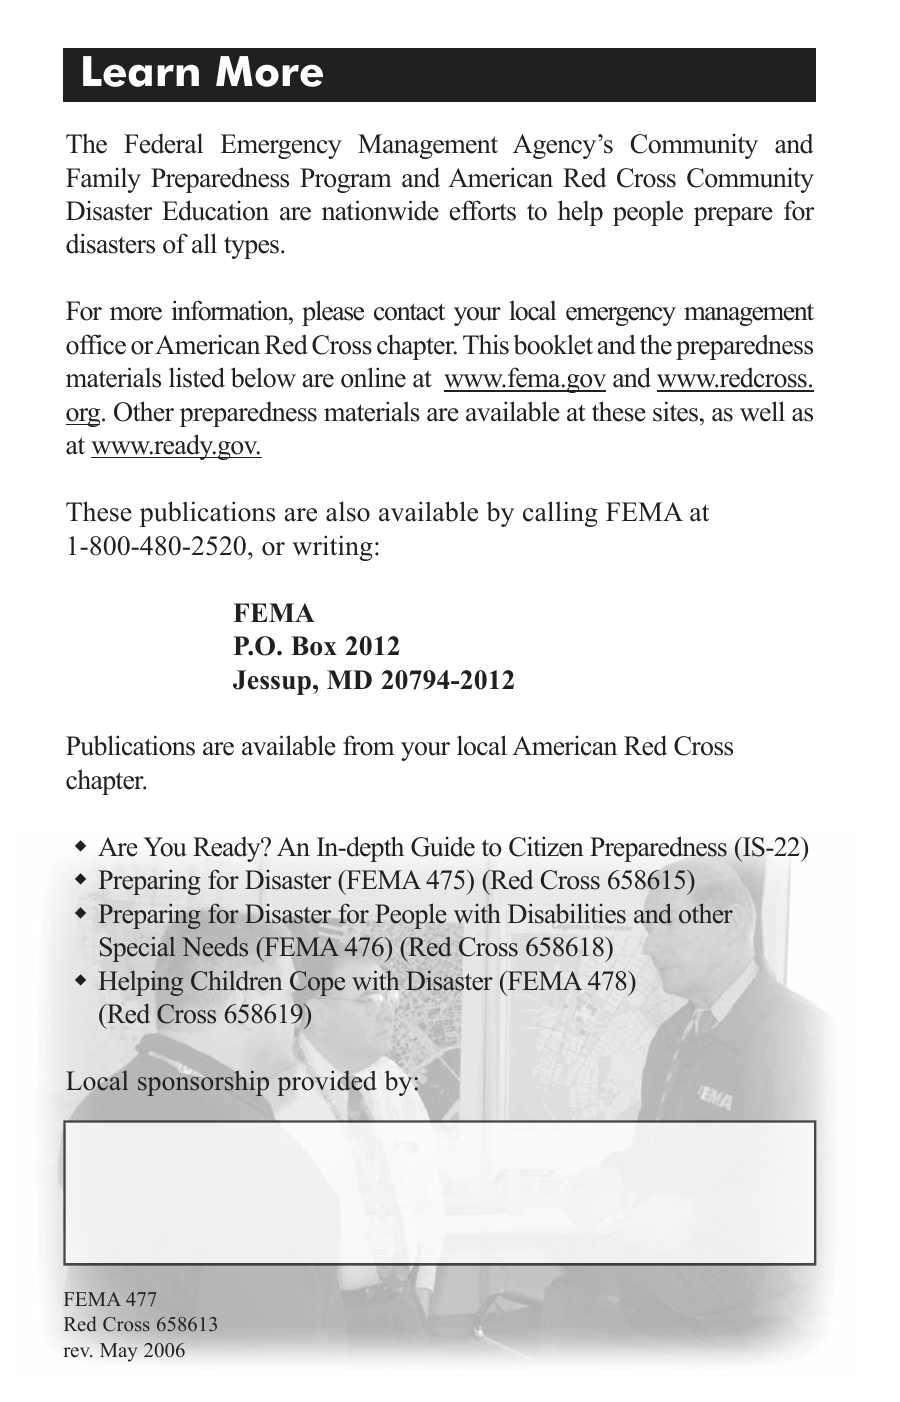 Learn More
The Federal Emergency Management Agency’s Community and
Family Preparedness Program and American Red Cross Community
Disaster Education are nationwide efforts to help people prepare for
disasters of all types.
For more information, please contact your local emergency management
office or American Red Cross chapter. This booklet and the preparedness
materials listed below are online at www.fema.gov and www.redcross.
org. Other preparedness materials are available at these sites, as well as
at www.ready.gov.
These publications are also available by calling FEMA at
1-800-480-2520, or writing:
FEMA
P.O. Box 2012
Jessup, MD 20794-2012
Publications are available from your local American Red Cross
chapter.
◆ Are You Ready? An In-depth Guide to Citizen Preparedness (IS-22)
◆ Preparing for Disaster (FEMA 475) (Red Cross 658615)
◆ Preparing for Disaster for People with Disabilities and other
Special Needs (FEMA 476) (Red Cross 658618)
◆ Helping Children Cope with Disaster (FEMA 478)
(Red Cross 658619)
Local sponsorship provided by:
FEMA
FEMA 477
Red Cross 658613
rev. May 2006